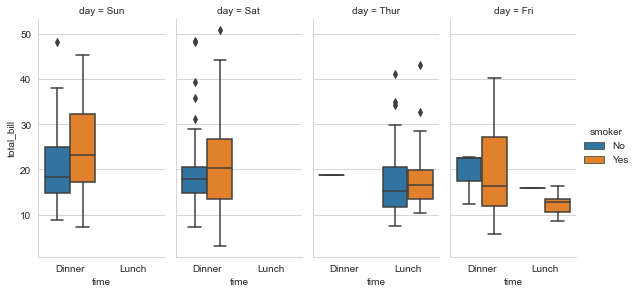 day = Sun
day = Sat
day = Thur
day = Fri
50
40
30
20
10
total_bill
Dinner
Lunch
time
Dinner
Lunch
time
Dinner
Lunch
time
Dinner
Lunch
time
smoker
No
Yes